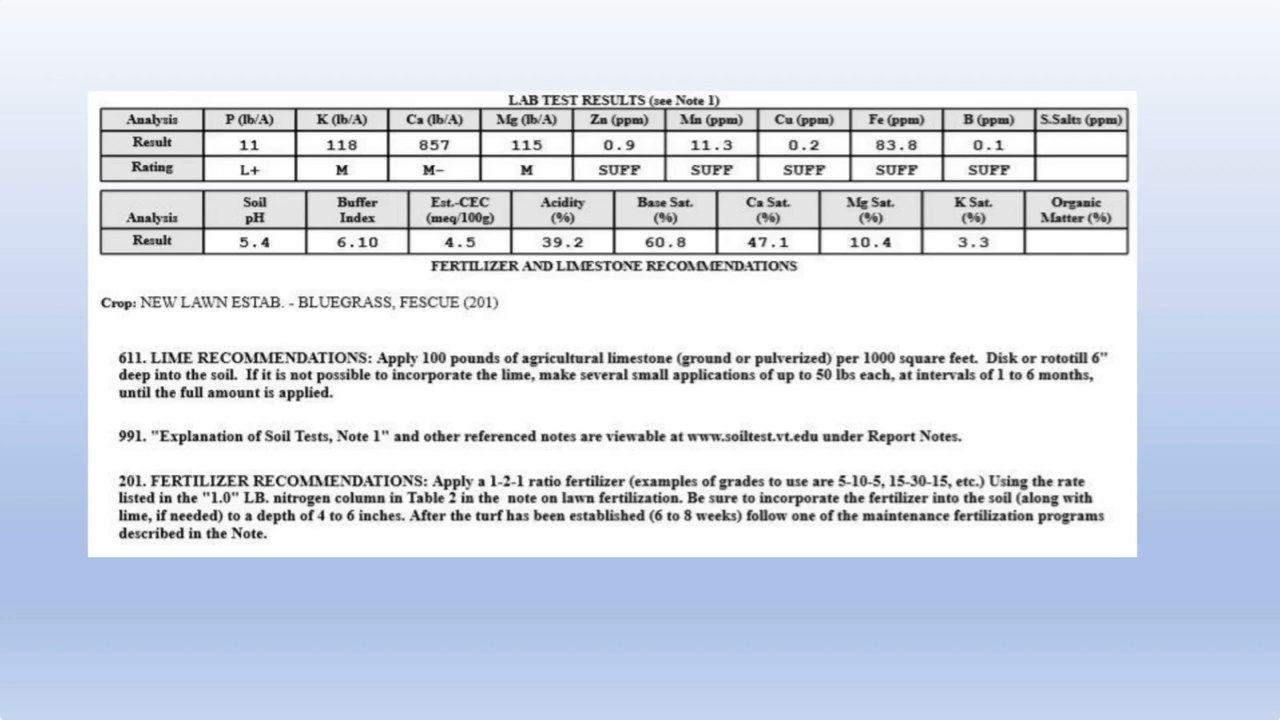 LAB TEST RESULTS (see Note 1)
Analysis P (lb/A) K (lb/A) Ca (lb/A) Mg (lb/A) Zn (ppm) Mn (ppm) Cu (ppm) Fe (ppm) B (ppm) S.Salts (ppm)
Result 11 118 857 115 0.9 11.3 0.2 83.8 0.1
Rating L+ M M- M SUFF SUFF SUFF SUFF SUFF
Analysis Soil pH Buffer Index Est.-CEC (meq/100g) Acidity (%) Base Sat. (%) Ca Sat. (%) Mg Sat. (%) K Sat. (%) Organic Matter (%)
Result 5.4 6.10 4.5 39.2 60.8 47.1 10.4 3.3
FERTILIZER AND LIMESTONE RECOMMENDATIONS
Crop: NEW LAWN ESTAB. - BLUEGRASS, FESCUE (201)
611. LIME RECOMMENDATIONS: Apply 100 pounds of agricultural limestone (ground or pulverized) per 1000 square feet. Disk or rototill 6"
deep into the soil. If it is not possible to incorporate the lime, make several small applications of up to 50 lbs each, at intervals of 1 to 6 months,
until the full amount is applied.
991. "Explanation of Soil Tests, Note 1" and other referenced notes are viewable at www.soiltest.vt.edu under Report Notes.
201. FERTILIZER RECOMMENDATIONS: Apply a 1-2-1 ratio fertilizer (examples of grades to use are 5-10-5, 15-30-15, etc.) Using the rate
listed in the "1.0" LB. nitrogen column in Table 2 in the note on lawn fertilization. Be sure to incorporate the fertilizer into the soil (along with
lime, if needed) to a depth of 4 to 6 inches. After the turf has been established (6 to 8 weeks) follow one of the maintenance fertilization programs
described in the Note.